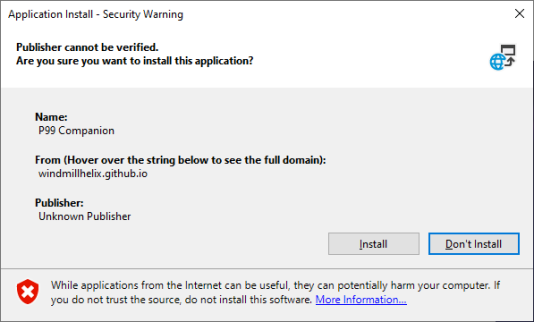 Application Install - Security Warning
Publisher cannot be verified.
Are you sure you want to install this application?
Name:
P99 Companion
From (Hover over the string below to see the full domain):
windmillhelix.github.io
Publisher:
Unknown Publisher
Install
Don't Install
While applications from the Internet can be useful, they can potentially harm your computer. If
you do not trust the source, do not install this software. More Information...